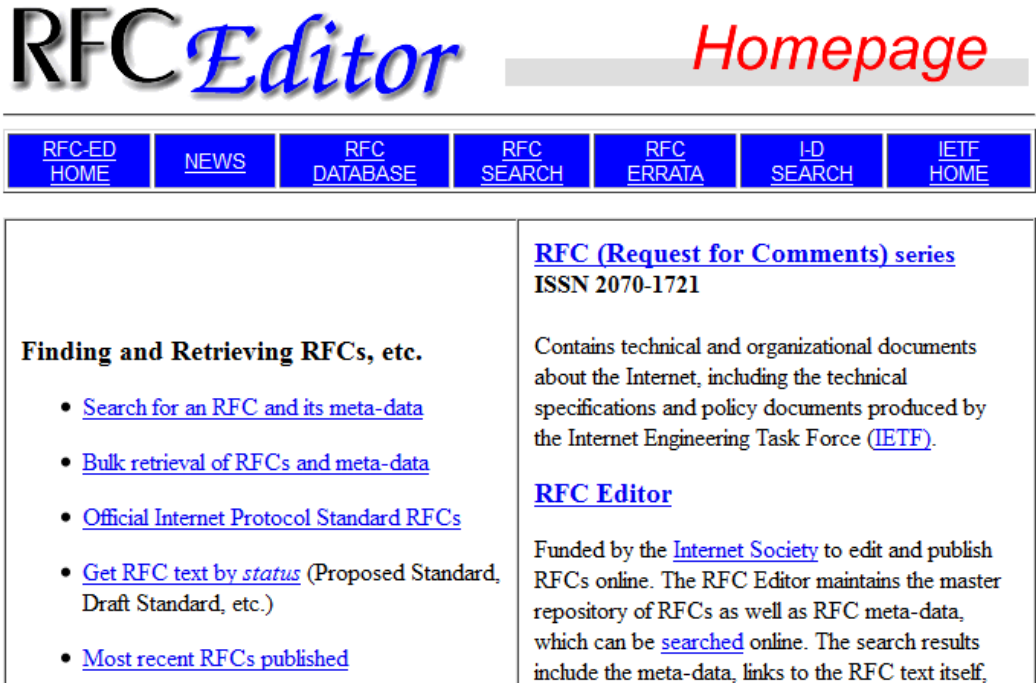 RFC Editor
Homepage
RFC-ED
HOME
NEWS
RFC
DATABASE
RFC
SEARCH
RFC
ERRATA
I-D
SEARCH
IETF
HOME
Finding and Retrieving RFCs, etc.
• Search for an RFC and its meta-data
• Bulk retrieval of RFCs and meta-data
• Official Internet Protocol Standard RFCs
• Get RFC text by status (Proposed Standard,
Draft Standard, etc.)
• Most recent RFCs published
RFC (Request for Comments) series
ISSN 2070-1721
Contains technical and organizational documents
about the Internet, including the technical
specifications and policy documents produced by
the Internet Engineering Task Force (IETF).
RFC Editor
Funded by the Internet Society to edit and publish
RFCs online. The RFC Editor maintains the master
repository of RFCs as well as RFC meta-data,
which can be searched online. The search results
include the meta-data, links to the RFC text itself,